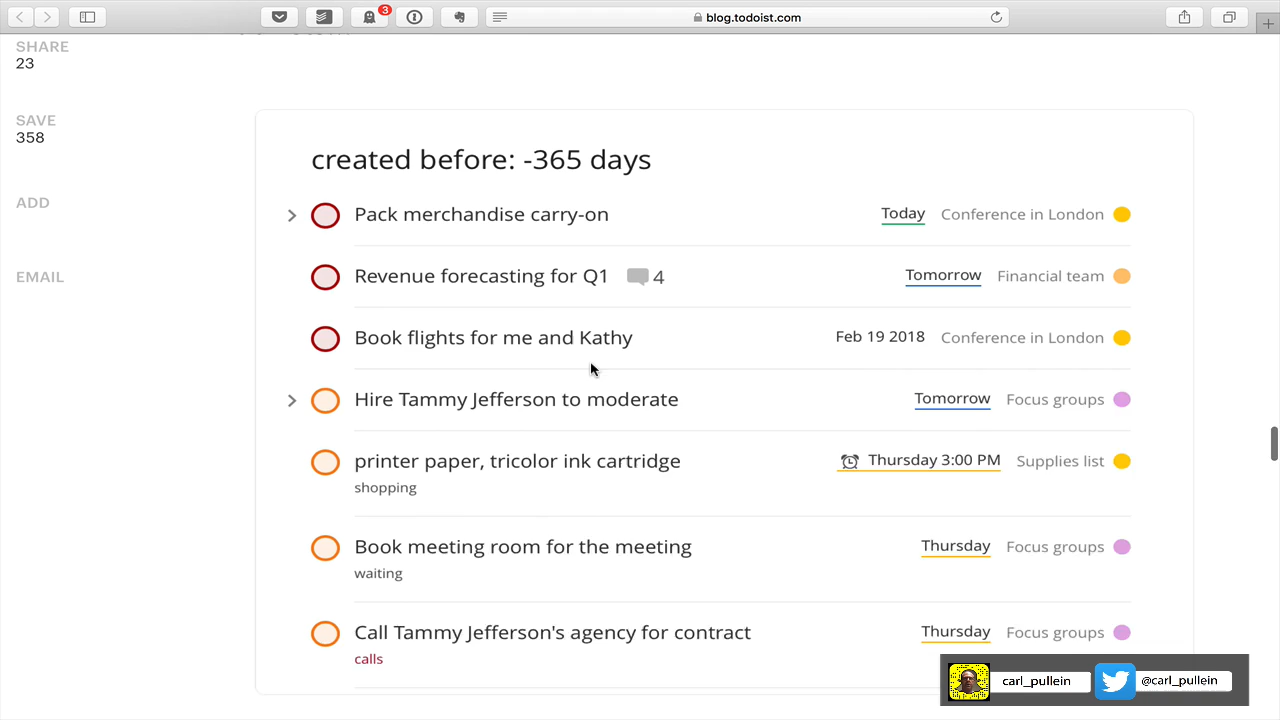 3
blog.todoist.com
SHARE
23
SAVE
358
ADD
EMAIL
created before: -365 days
Pack merchandise carry-on Today Conference in London
Revenue forecasting for Q1 4 Tomorrow Financial team
Book flights for me and Kathy Feb 19 2018 Conference in London
Hire Tammy Jefferson to moderate Tomorrow Focus groups
printer paper, tricolor ink cartridge Thursday 3:00 PM Supplies list
shopping
Book meeting room for the meeting Thursday Focus groups
waiting
Call Tammy Jefferson's agency for contract Thursday Focus groups
calls
carl_pullein @carl_pullein